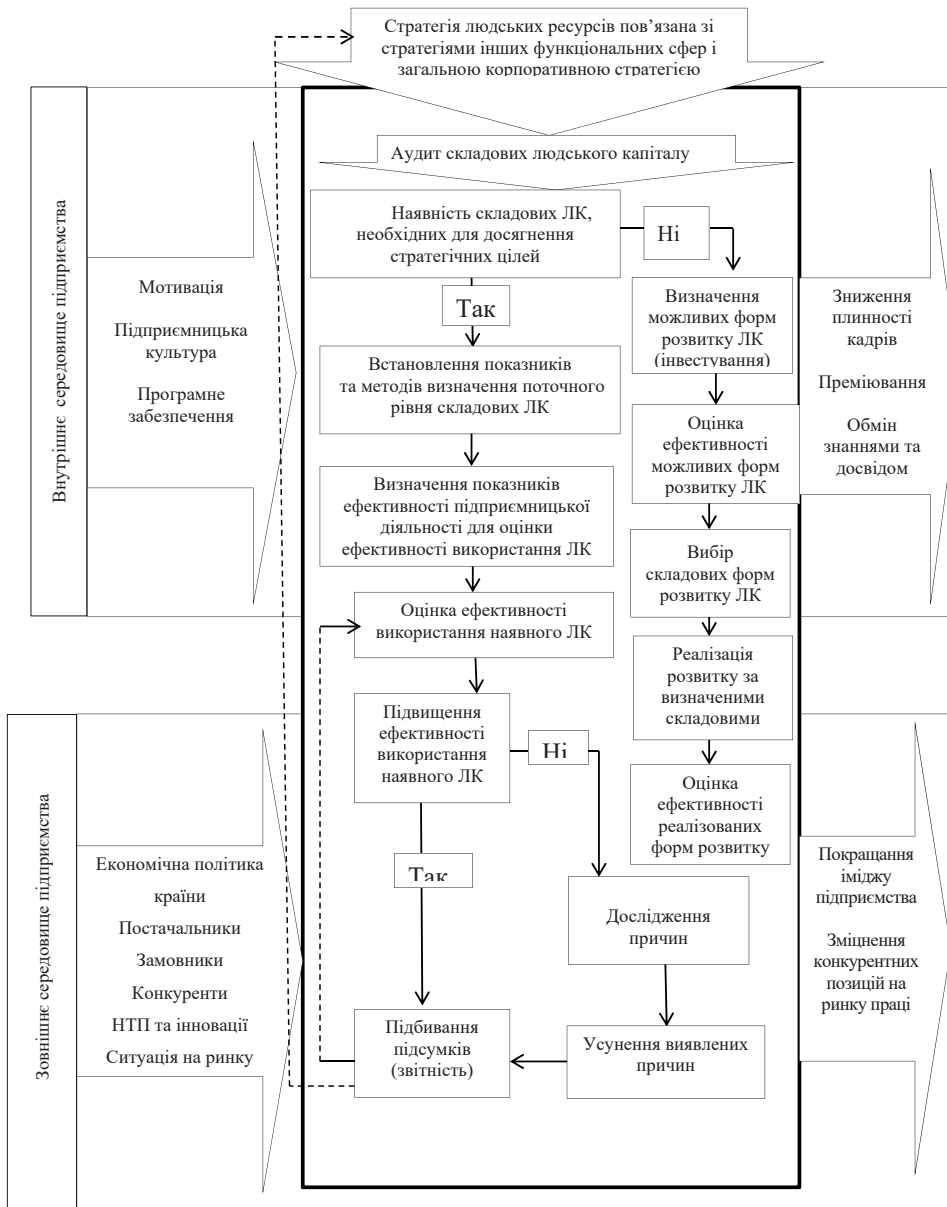 Стратегія людських ресурсів пов’язана зі
стратегіями інших функціональних сфер і
загальною корпоративною стратегією
Аудит складових людського капіталу
Внутрішнє середовище підприємства
Мотивація
Підприємницька
культура
Програмне
забезпечення
Наявність складових ЛК,
необхідних для досягнення
стратегічних цілей
Ні
Так
Встановлення показників
та методів визначення поточного
рівня складових ЛК
Визначення показників
ефективності підприємницької
діяльності для оцінки
ефективності використання ЛК
Оцінка ефективності
використання наявного ЛК
Підвищення
ефективності
використання
наявного ЛК
Ні
Так
Визначення
можливих форм
розвитку ЛК
(інвестування)
Оцінка
ефективності
можливих форм
розвитку ЛК
Вибір
складових форм
розвитку ЛК
Реалізація
розвитку за
визначеними
складовими
Оцінка
ефективності
реалізованих
форм розвитку
Дослідження
причин
Усунення виявлених
причин
Підбивання
підсумків
(звітність)
Зниження
плинності
кадрів
Преміювання
Обмін
знаннями та
досвідом
Зовнішнє середовище підприємства
Економічна політика
країни
Постачальники
Замовники
Конкуренти
НТП та інновації
Ситуація на ринку
Покращання
іміджу
підприємства
Зміцнення
конкурентних
позицій на
ринку праці